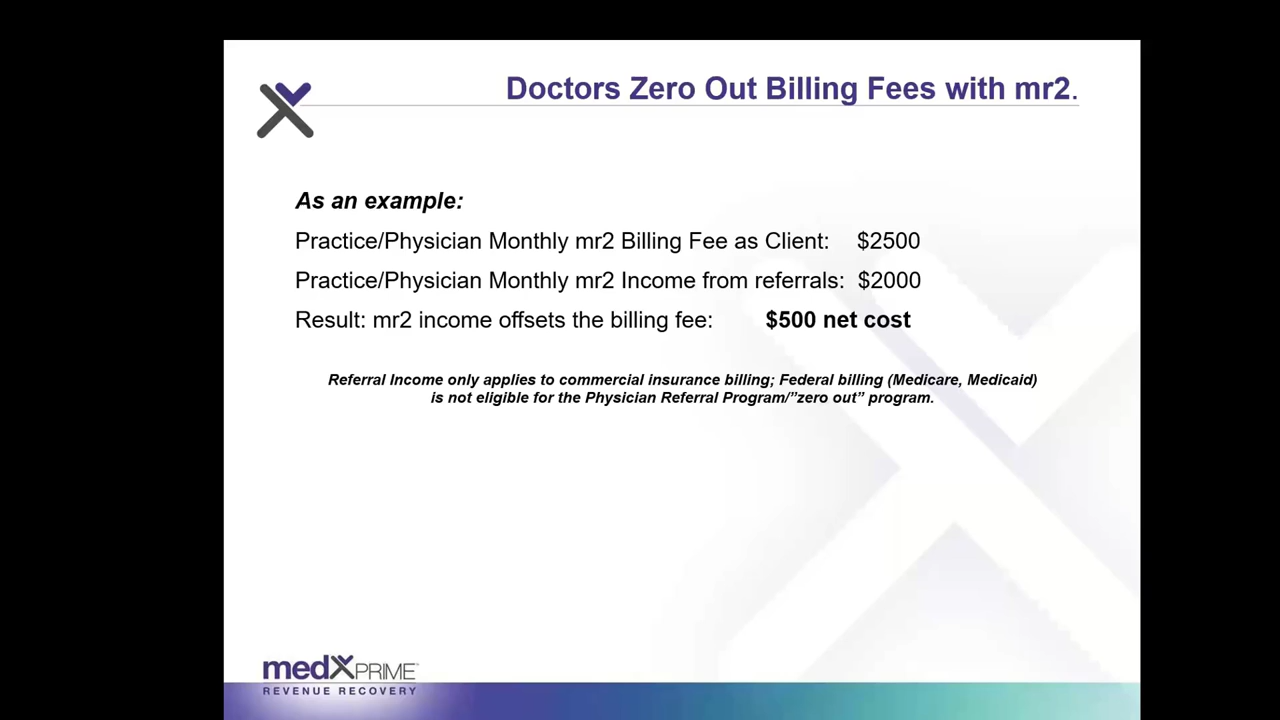 Doctors Zero Out Billing Fees with mr2.
As an example:
Practice/Physician Monthly mr2 Billing Fee as Client: $2500
Practice/Physician Monthly mr2 Income from referrals: $2000
Result: mr2 income offsets the billing fee: $500 net cost
Referral Income only applies to commercial insurance billing; Federal billing (Medicare, Medicaid)
is not eligible for the Physician Referral Program/”zero out” program.
medXPRIME™
REVENUE RECOVERY